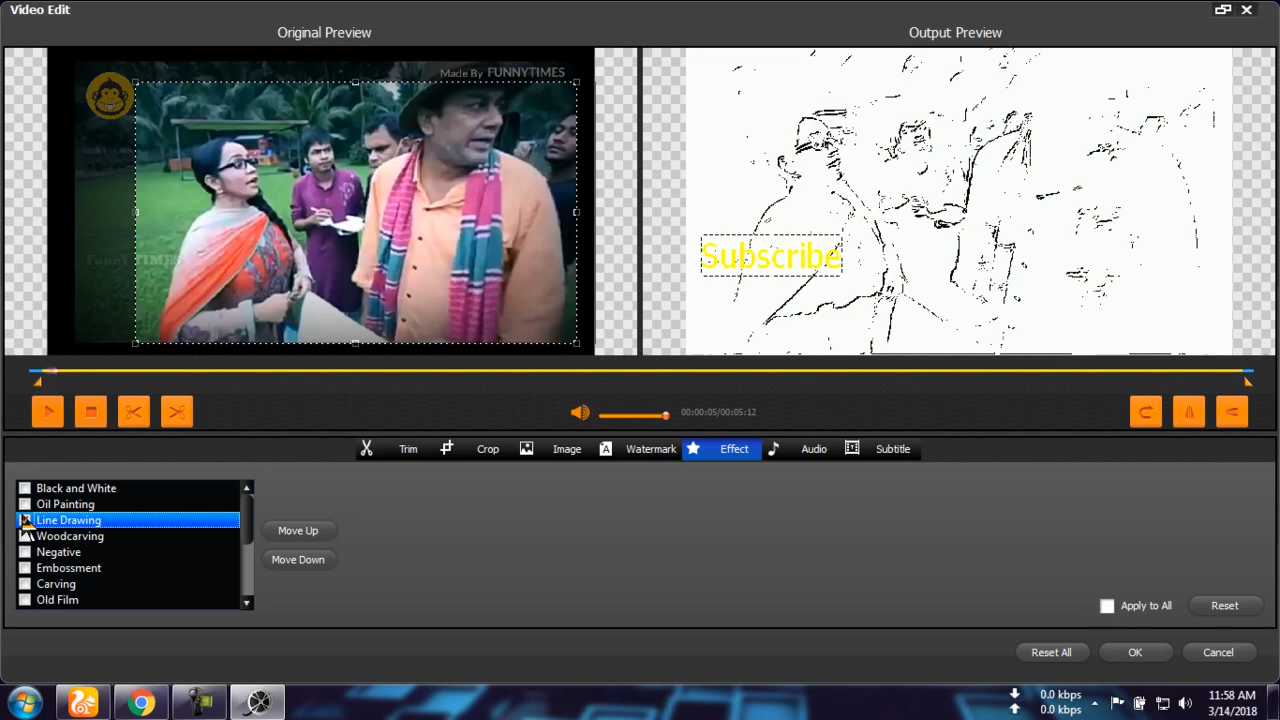 Video Edit
Original Preview
Output Preview
Made By FUNNYTIMES
FunnY TIMES
Subscribe
00:00:05/00:05:12
Trim
Crop
Image
Watermark
Effect
Audio
Subtitle
Black and White
Oil Painting
Line Drawing
Woodcarving
Negative
Embossment
Carving
Old Film
Move Up
Move Down
Apply to All
Reset
Reset All
OK
Cancel
0.0 kbps
0.0 kbps
11:58 AM
3/14/2018